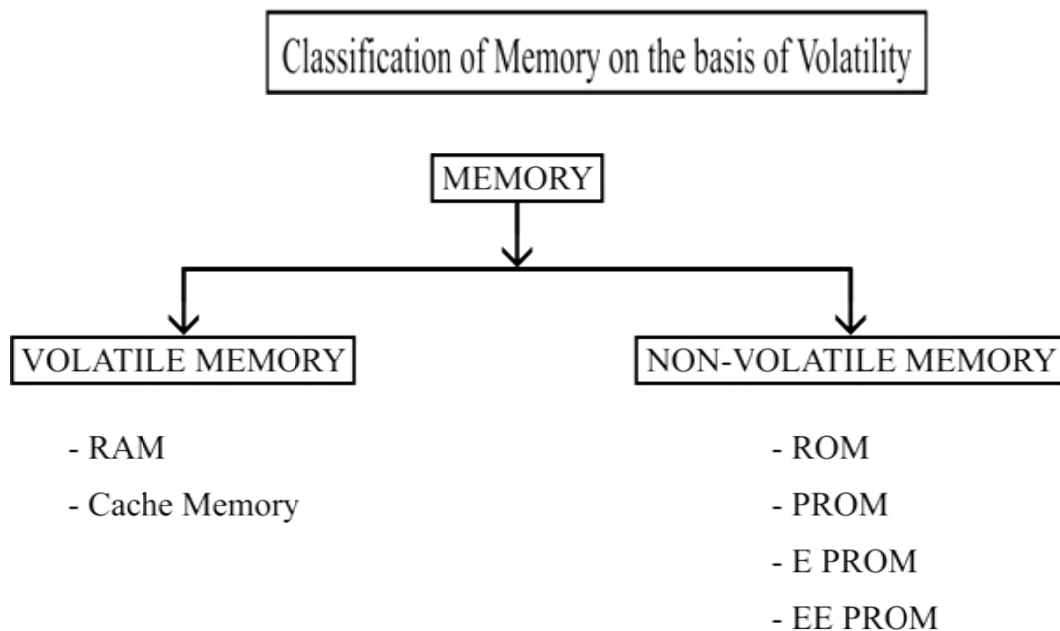 Classification of Memory on the basis of Volatility
MEMORY
VOLATILE MEMORY
- RAM
- Cache Memory
NON-VOLATILE MEMORY
- ROM
- PROM
- E PROM
- EE PROM